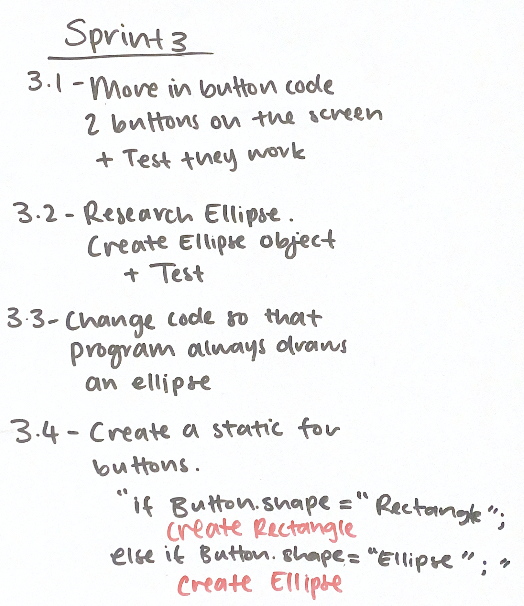 Sprint 3
3.1 - Move in button code
2 buttons on the screen
+ Test they work
3.2 - Research Ellipse.
Create Ellipse object
+ Test
3.3 - Change code so that
program always draws
an ellipse
3.4 - Create a static for
buttons.
"if Button.shape = "Rectangle";
create Rectangle
else if Button.shape = "Ellipse"; "
create Ellipse